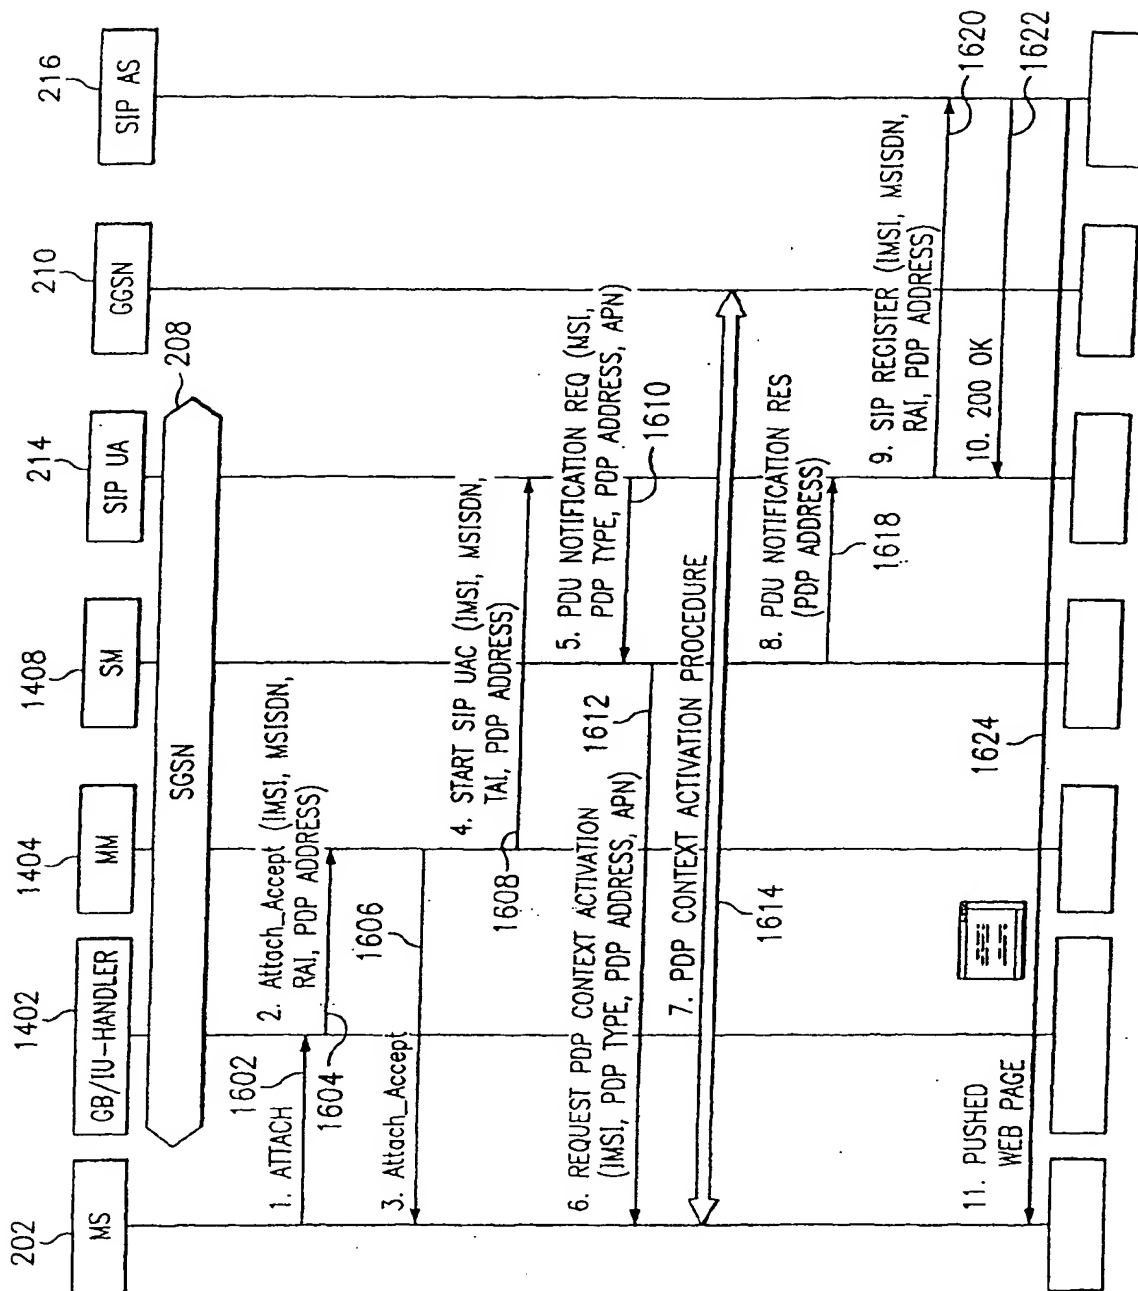 202
MS
1402
GB/IU-HANDLER
1404
MM
1408
SM
214
SIP UA
210
GGSN
216
SIP AS
SGSN
208
1. ATTACH
1602
2. Attach_Accept (IMSI, MSISDN,
RAI, PDP ADDRESS)
1604
3. Attach_Accept
1606
4. START SIP UAC (IMSI, MSISDN,
TAI, PDP ADDRESS)
1608
5. PDU NOTIFICATION REQ (MSI,
PDP TYPE, PDP ADDRESS, APN)
1610
6. REQUEST PDP CONTEXT ACTIVATION
(IMSI, PDP TYPE, PDP ADDRESS, APN)
1612
7. PDP CONTEXT ACTIVATION PROCEDURE
1614
8. PDU NOTIFICATION RES
(PDP ADDRESS)
1618
9. SIP REGISTER (IMSI, MSISDN,
RAI, PDP ADDRESS)
1620
10. 200 OK
1622
11. PUSHED
WEB PAGE
1624